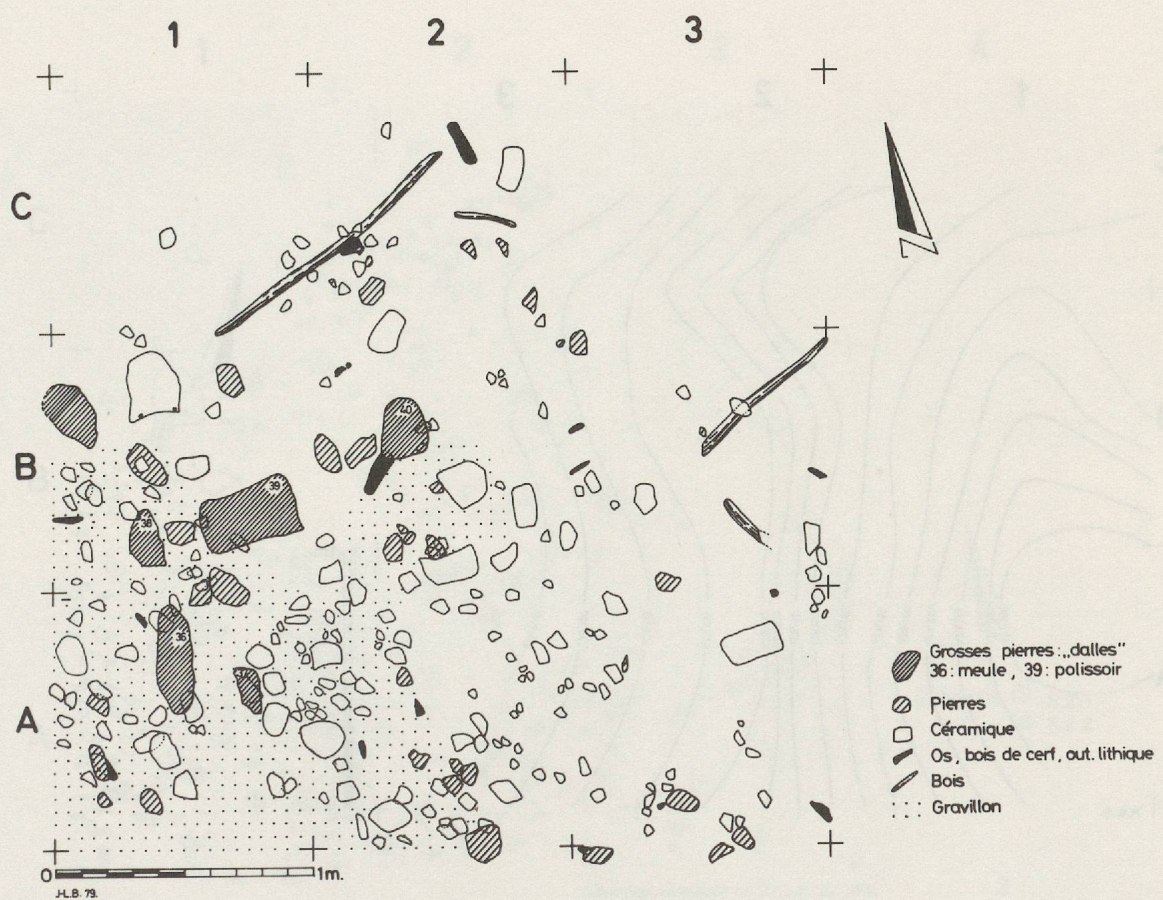 1 2 3
C
B
A
40
39
38
36
Grosses pierres: „dalles"
36: meule, 39: polissoir
Pierres
Céramique
Os, bois de cerf, out. lithique
Bois
Gravillon
0 1m.
J-L.B. 79.